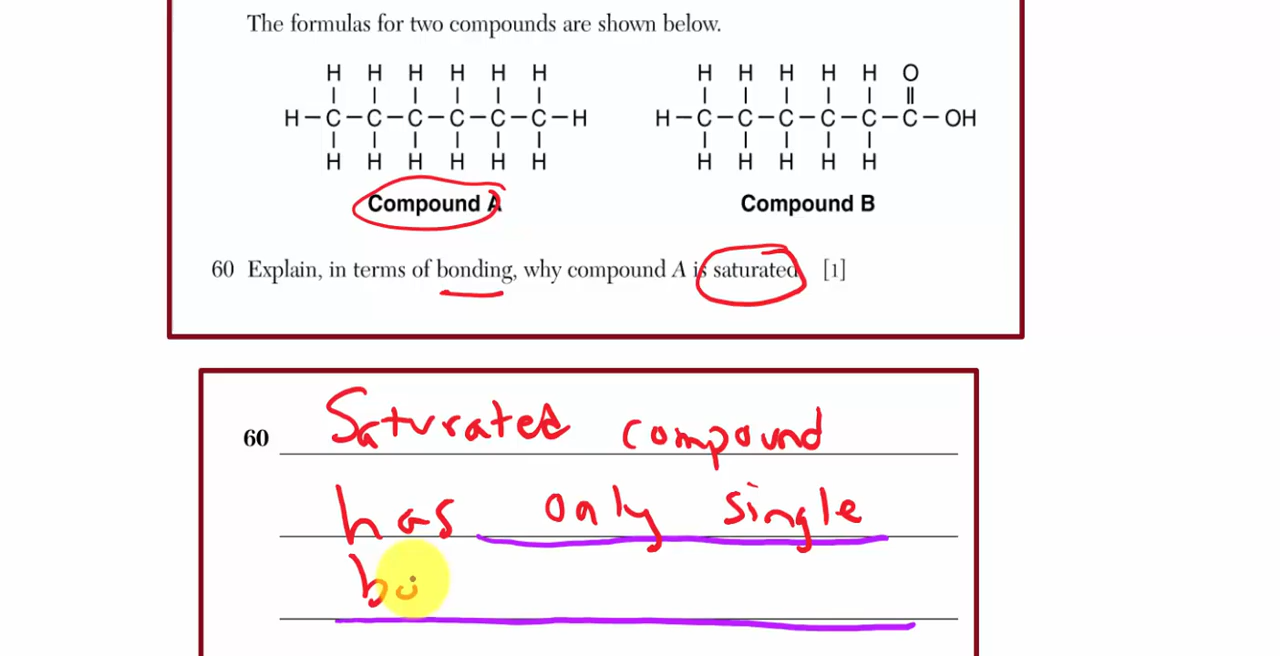 The formulas for two compounds are shown below.
H H H H H H
H–C–C–C–C–C–C–H
H H H H H H
Compound A
H H H H H O
H–C–C–C–C–C–C–OH
H H H H H
Compound B
60 Explain, in terms of bonding, why compound A is saturated [1]
60
Saturated compound
has only single